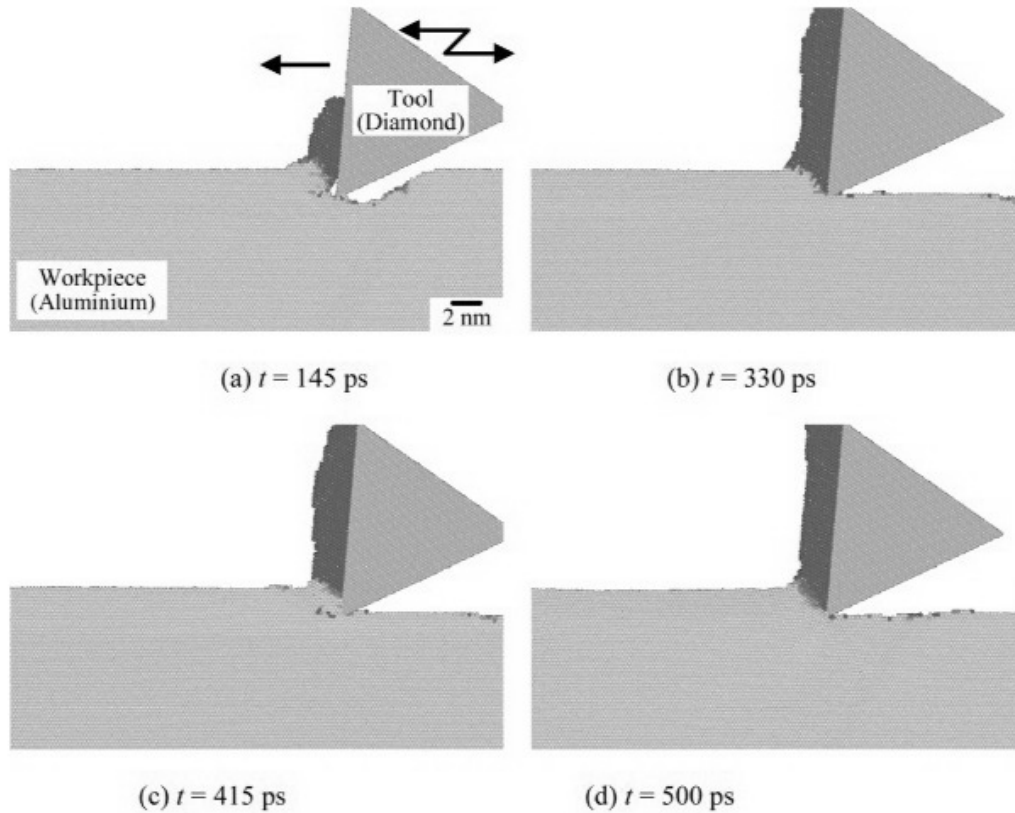 Tool
(Diamond)
Workpiece
(Aluminium)
2 nm
(a) t = 145 ps
(b) t = 330 ps
(c) t = 415 ps
(d) t = 500 ps